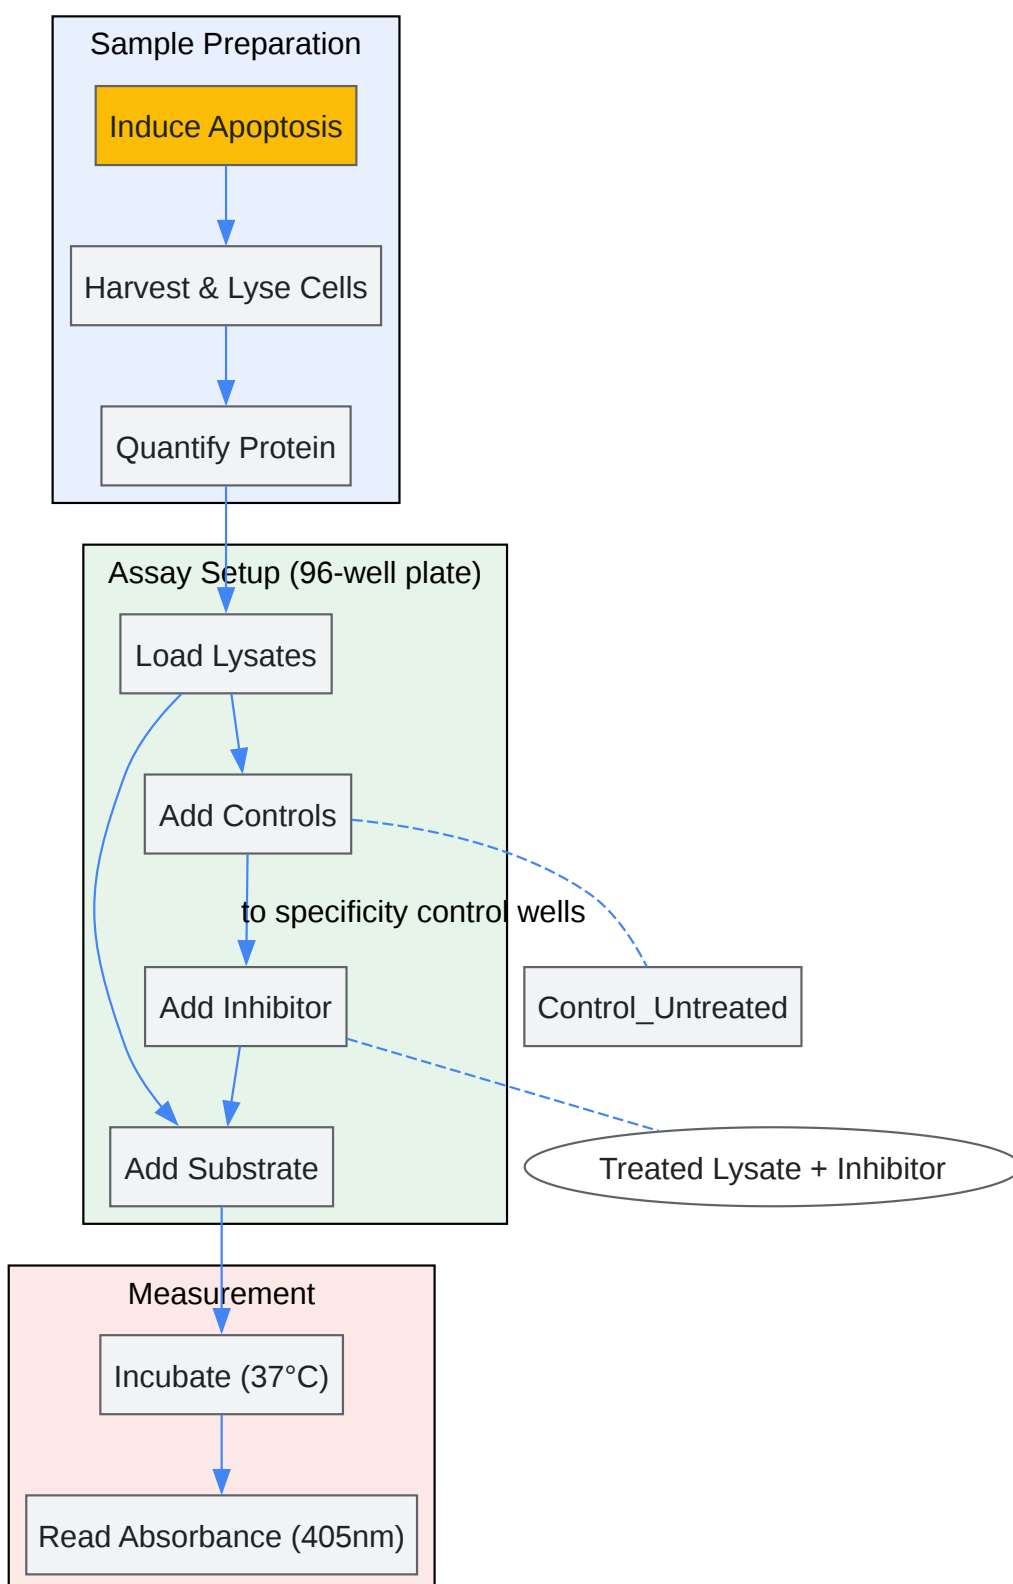 Sample Preparation
Induce Apoptosis
Harvest & Lyse Cells
Quantify Protein
Assay Setup (96-well plate)
Load Lysates
Add Controls
to specificity control wells
Add Inhibitor
Control_Untreated
Add Substrate
Treated Lysate + Inhibitor
Measurement
Incubate (37°C)
Read Absorbance (405nm)